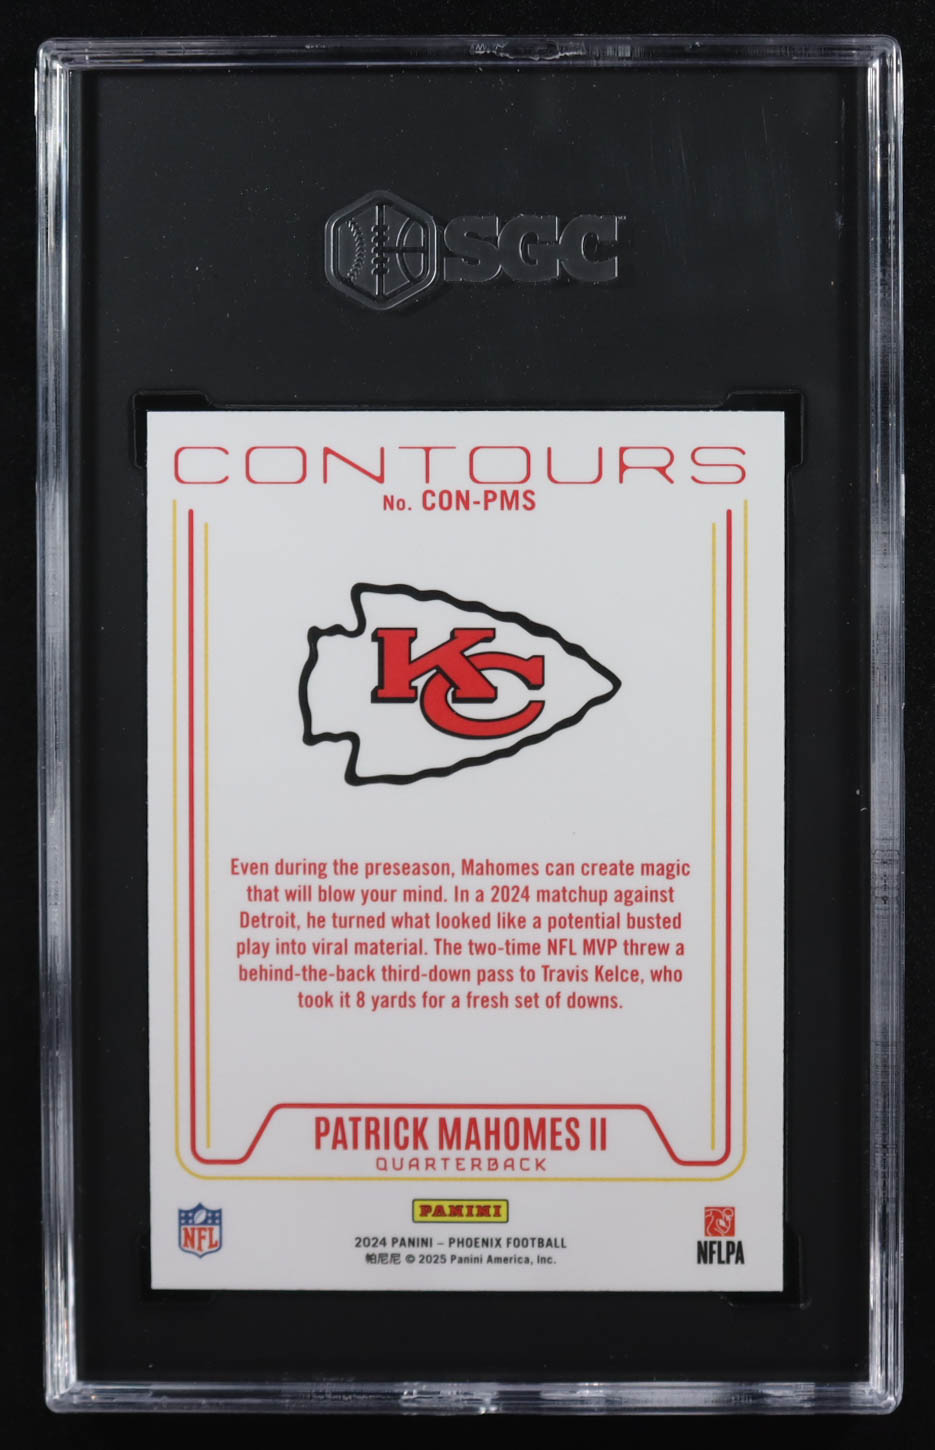 SGC
CONTOURS
No. CON-PMS
KC
Even during the preseason, Mahomes can create magic
that will blow your mind. In a 2024 matchup against
Detroit, he turned what looked like a potential busted
play into viral material. The two-time NFL MVP threw a
behind-the-back third-down pass to Travis Kelce, who
took it 8 yards for a fresh set of downs.
PATRICK MAHOMES II
QUARTERBACK
NFL
PANINI
NFLPA
2024 PANINI – PHOENIX FOOTBALL
帕尼尼 © 2025 Panini America, Inc.